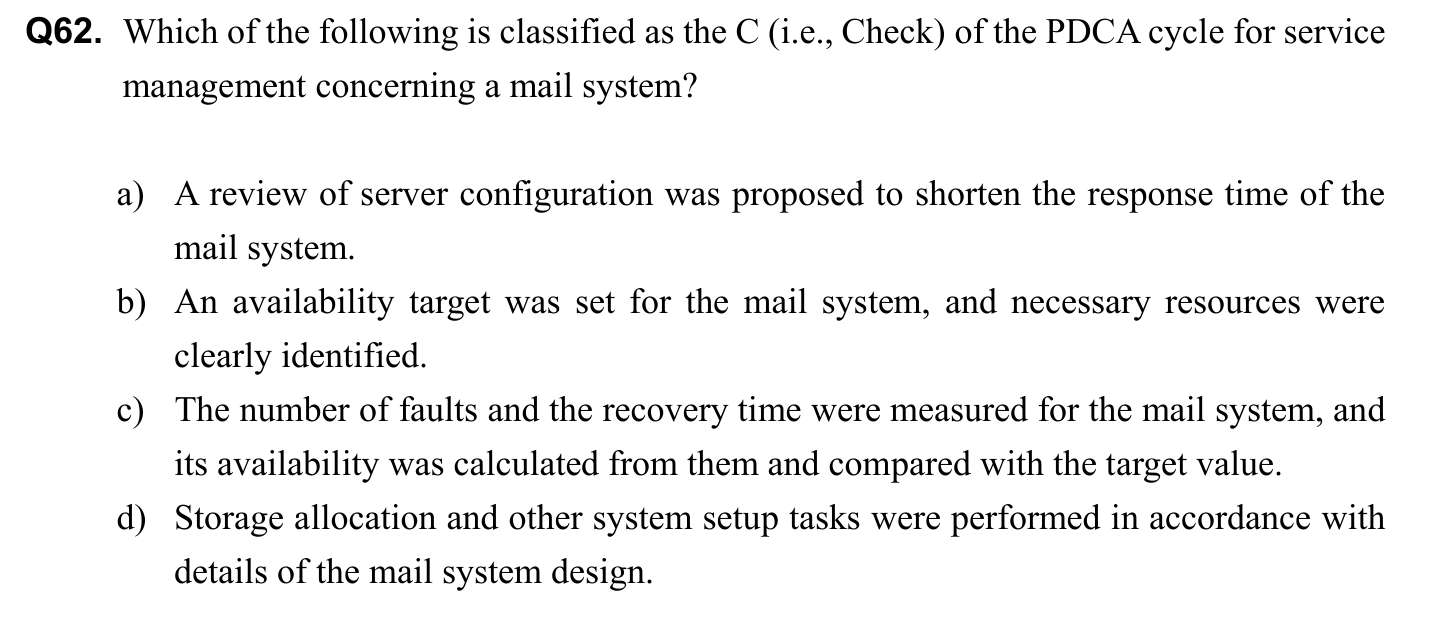 Q62. Which of the following is classified as the C (i.e., Check) of the PDCA cycle for service
management concerning a mail system?
a) A review of server configuration was proposed to shorten the response time of the
mail system.
b) An availability target was set for the mail system, and necessary resources were
clearly identified.
c) The number of faults and the recovery time were measured for the mail system, and
its availability was calculated from them and compared with the target value.
d) Storage allocation and other system setup tasks were performed in accordance with
details of the mail system design.